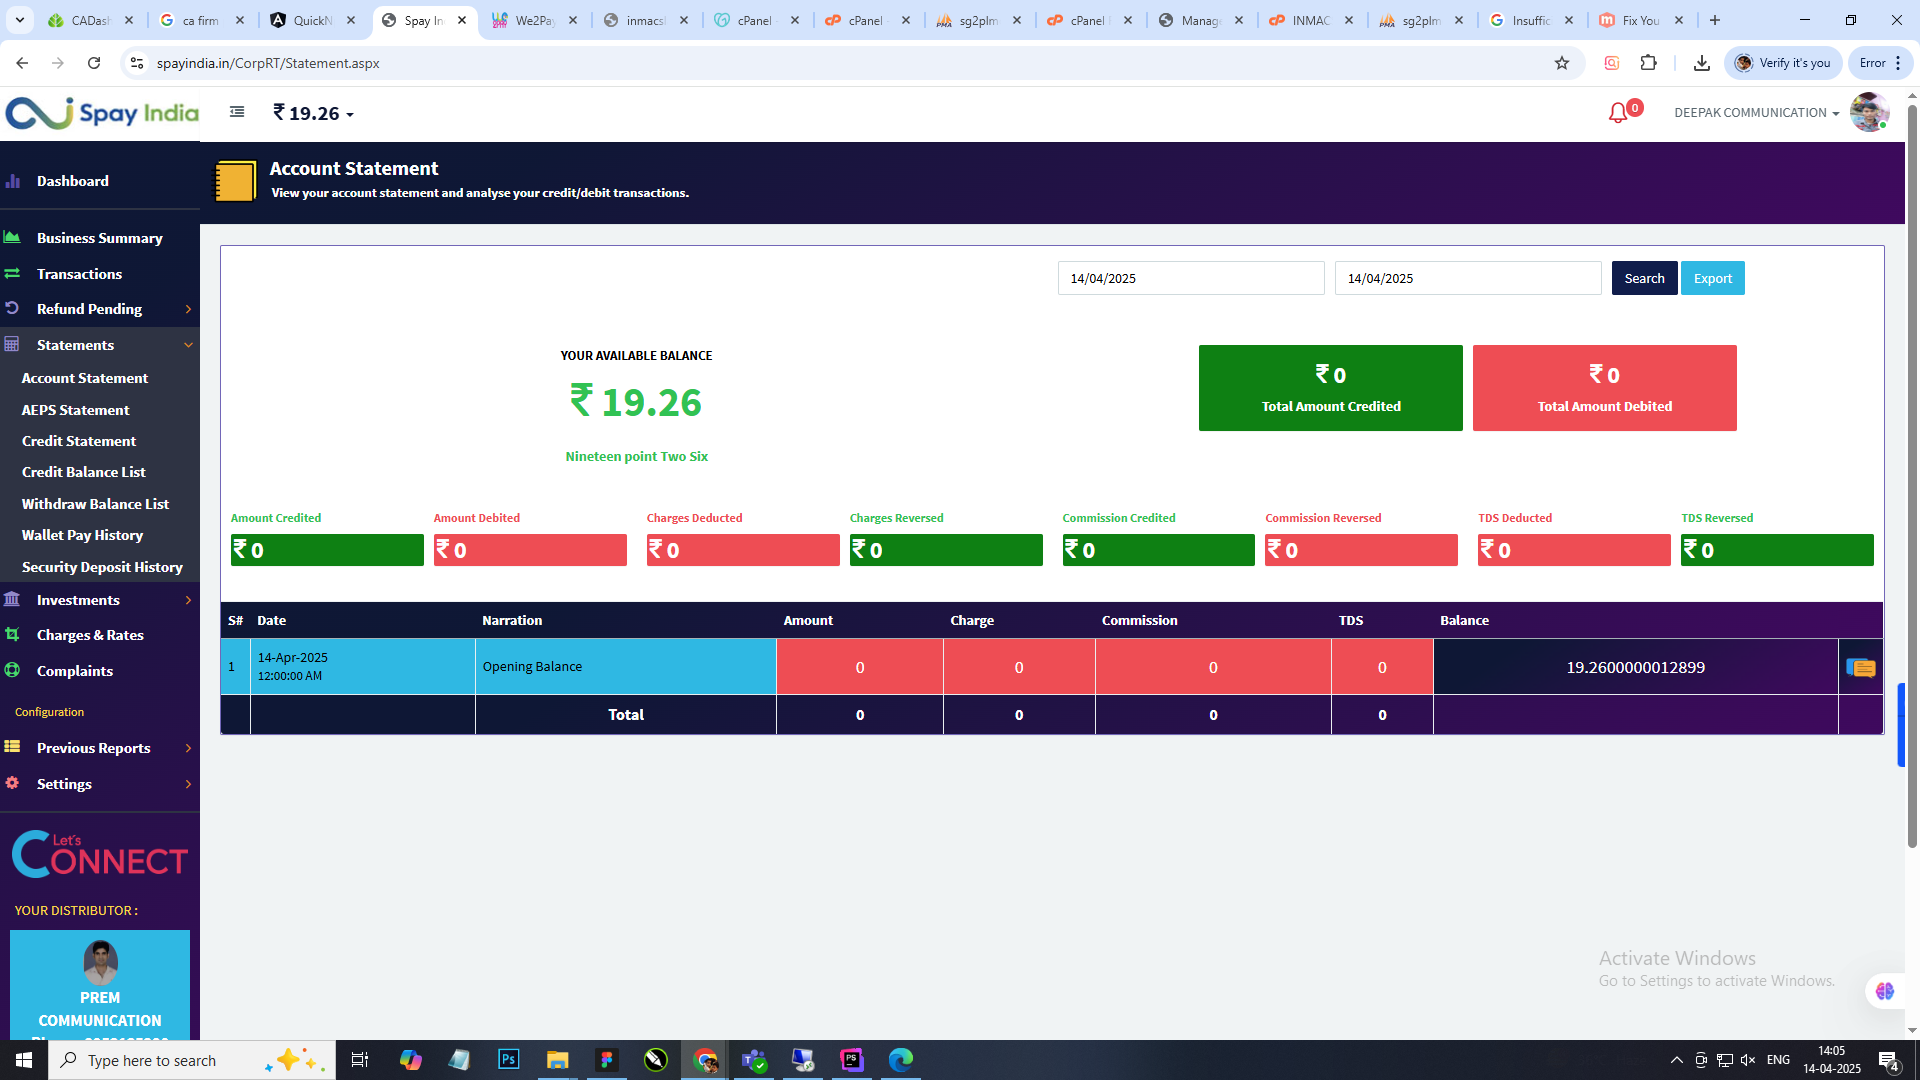 CADash
ca firm
QuickN
Spay In
We2Pay
inmacs
cPanel
cPanel
sg2plm
cPanel
Manag
INMAC
sg2plm
Insuffic
Fix You
spayindia.in/CorpRT/Statement.aspx
Verify it's you
Error
Spay India
₹ 19.26
0
DEEPAK COMMUNICATION
Account Statement
View your account statement and analyse your credit/debit transactions.
Dashboard
Business Summary
Transactions
Refund Pending
Statements
Account Statement
AEPS Statement
Credit Statement
Credit Balance List
Withdraw Balance List
Wallet Pay History
Security Deposit History
Investments
Charges & Rates
Complaints
Configuration
Previous Reports
Settings
Let's
CONNECT
YOUR DISTRIBUTOR :
PREM
COMMUNICATION
14/04/2025
14/04/2025
Search
Export
YOUR AVAILABLE BALANCE
₹ 19.26
Nineteen point Two Six
₹ 0
Total Amount Credited
₹ 0
Total Amount Debited
Amount Credited
₹ 0
Amount Debited
₹ 0
Charges Deducted
₹ 0
Charges Reversed
₹ 0
Commission Credited
₹ 0
Commission Reversed
₹ 0
TDS Deducted
₹ 0
TDS Reversed
₹ 0
S# Date Narration Amount Charge Commission TDS Balance
1 14-Apr-2025 12:00:00 AM Opening Balance 0 0 0 0 19.2600000012899
Total 0 0 0 0
Activate Windows
Go to Settings to activate Windows.
Type here to search
Ps
PS
ENG
14:05
14-04-2025
4